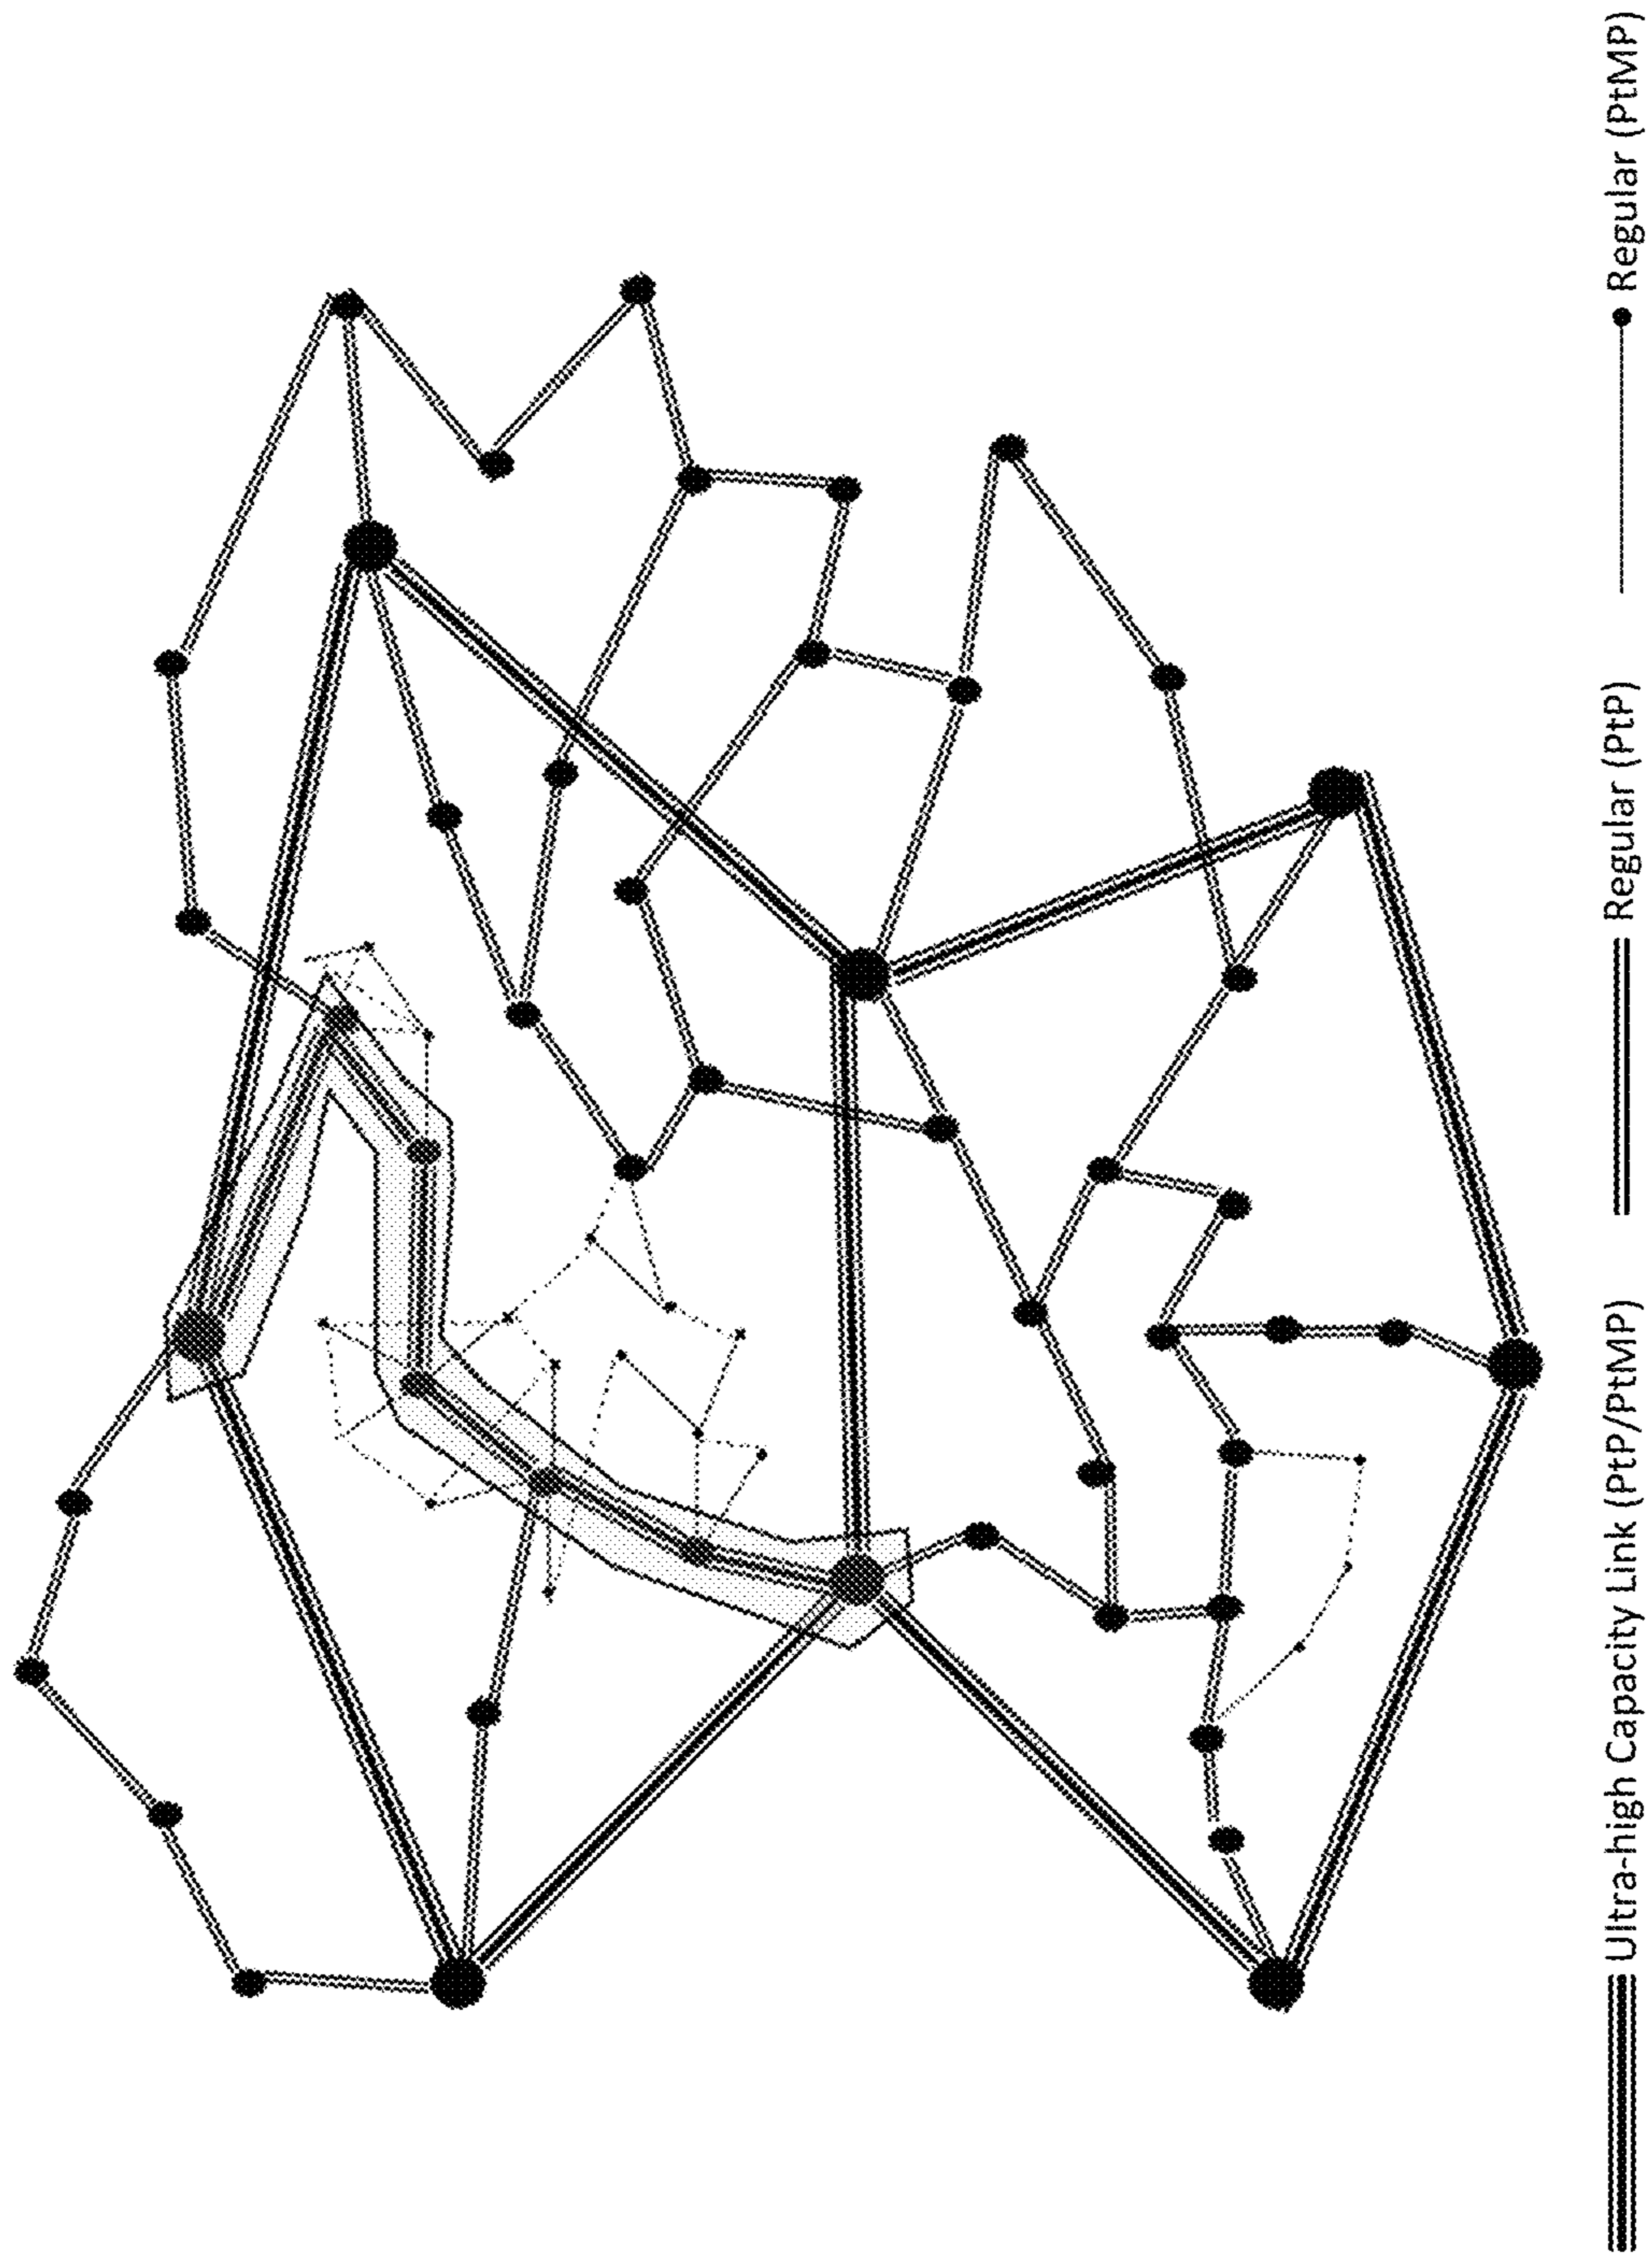 Ultra-high Capacity Link (PtP/PtMP)
Regular (PtP)
Regular (PtMP)